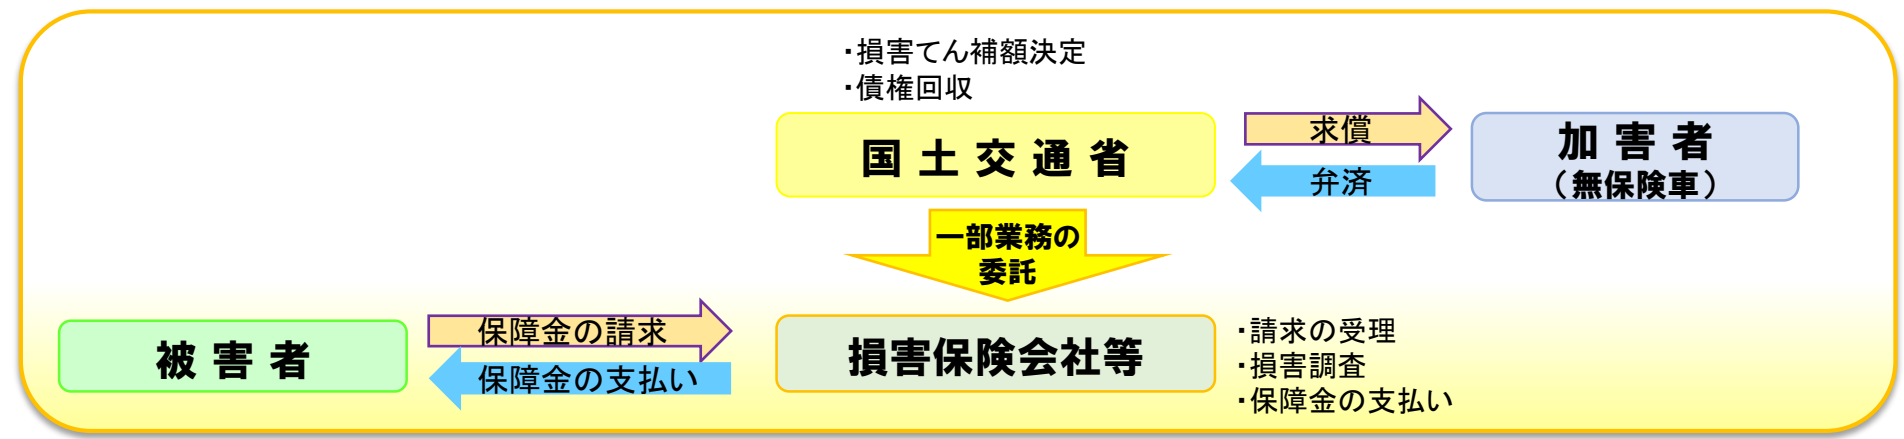 ・損害てん補額決定
・債権回収
国土交通省
求償
弁済
加害者
（無保険車）
一部業務の
委託
被害者
保障金の請求
保障金の支払い
損害保険会社等
・請求の受理
・損害調査
・保障金の支払い